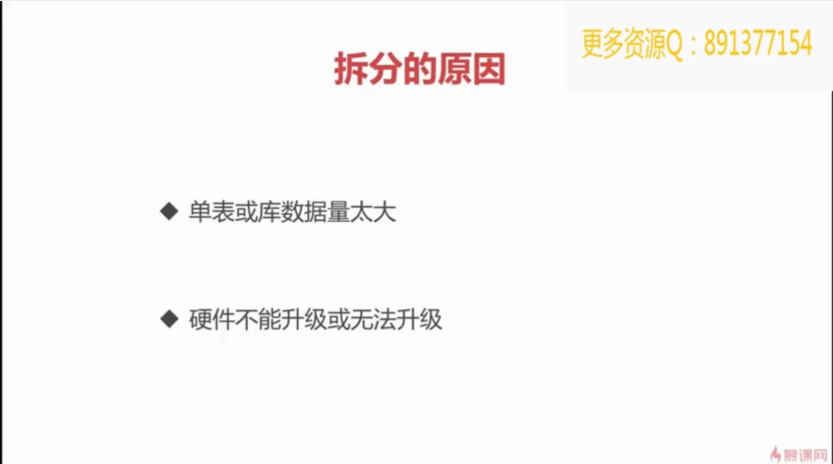 更多资源Q：891377154
拆分的原因
◆ 单表或库数据量太大
◆ 硬件不能升级或无法升级
慕课网